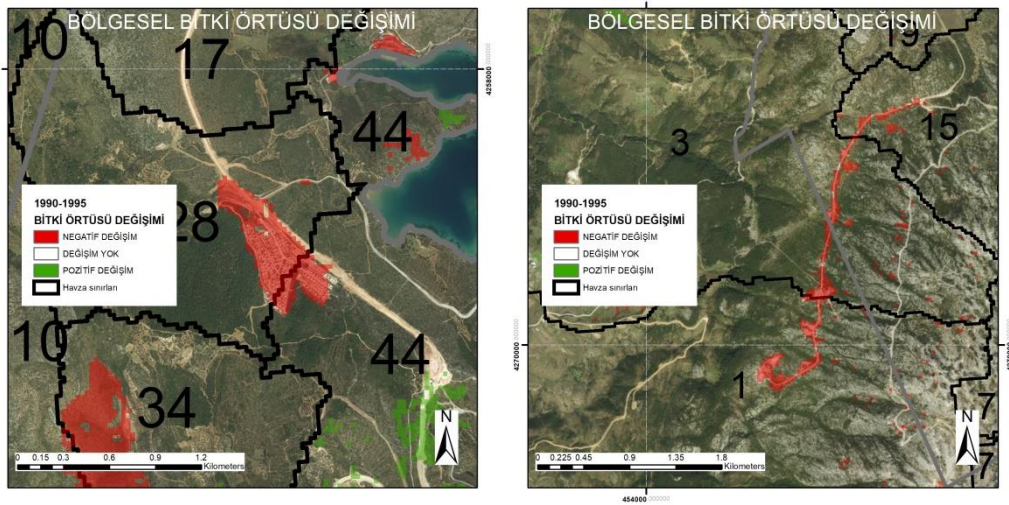 BÖLGESEL BİTKİ ÖRTÜSÜ DEĞİŞİMİ
10
17
44
28
10
34
44
4258000
1990-1995
BİTKİ ÖRTÜSÜ DEĞİŞİMİ
NEGATİF DEĞİŞİM
DEĞİŞİM YOK
POZİTİF DEĞİŞİM
Havza sınırları
N
0 0.15 0.3 0.6 0.9 1.2
Kilometers
BÖLGESEL BİTKİ ÖRTÜSÜ DEĞİŞİMİ
19
3
15
1990-1995
BİTKİ ÖRTÜSÜ DEĞİŞİMİ
NEGATİF DEĞİŞİM
DEĞİŞİM YOK
POZİTİF DEĞİŞİM
Havza sınırları
4270000
1
7
7
N
0 0.225 0.45 0.9 1.35 1.8
Kilometers
454000